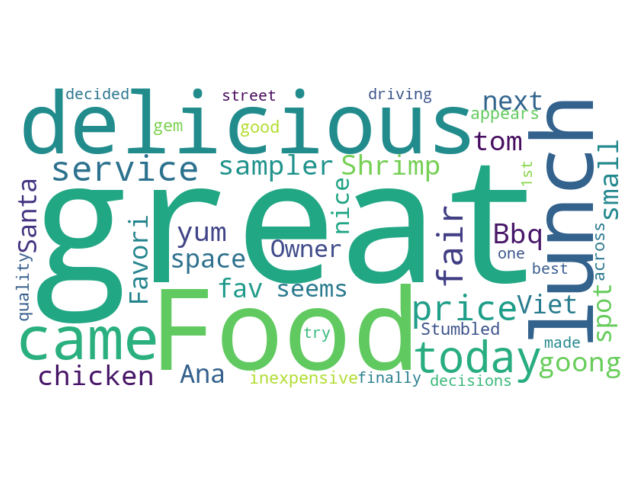 decided street driving
delicious next
gem good appears
tom
lunch
service sampler Shrimp 1st small
great
Santa Favori yum nice fair Bbq
space Owner one best across
quality fav seems
Food price Viet spot
came try Stumbled made
today goong
chicken Ana inexpensive finally decisions